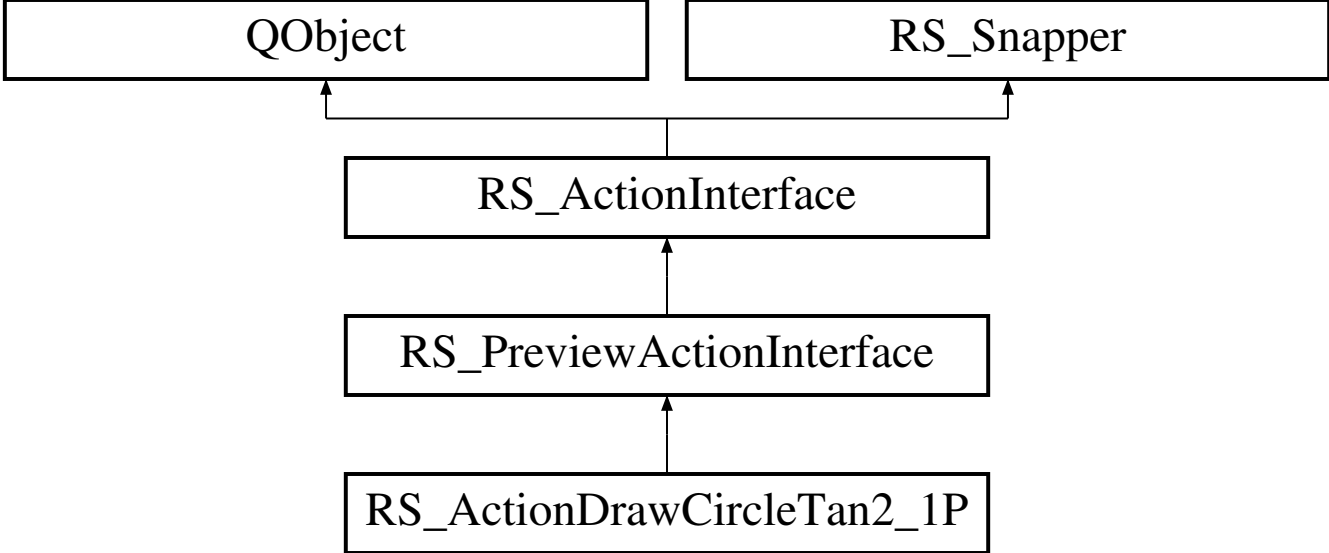 QObject
RS_Snapper
RS_ActionInterface
RS_PreviewActionInterface
RS_ActionDrawCircleTan2_1P